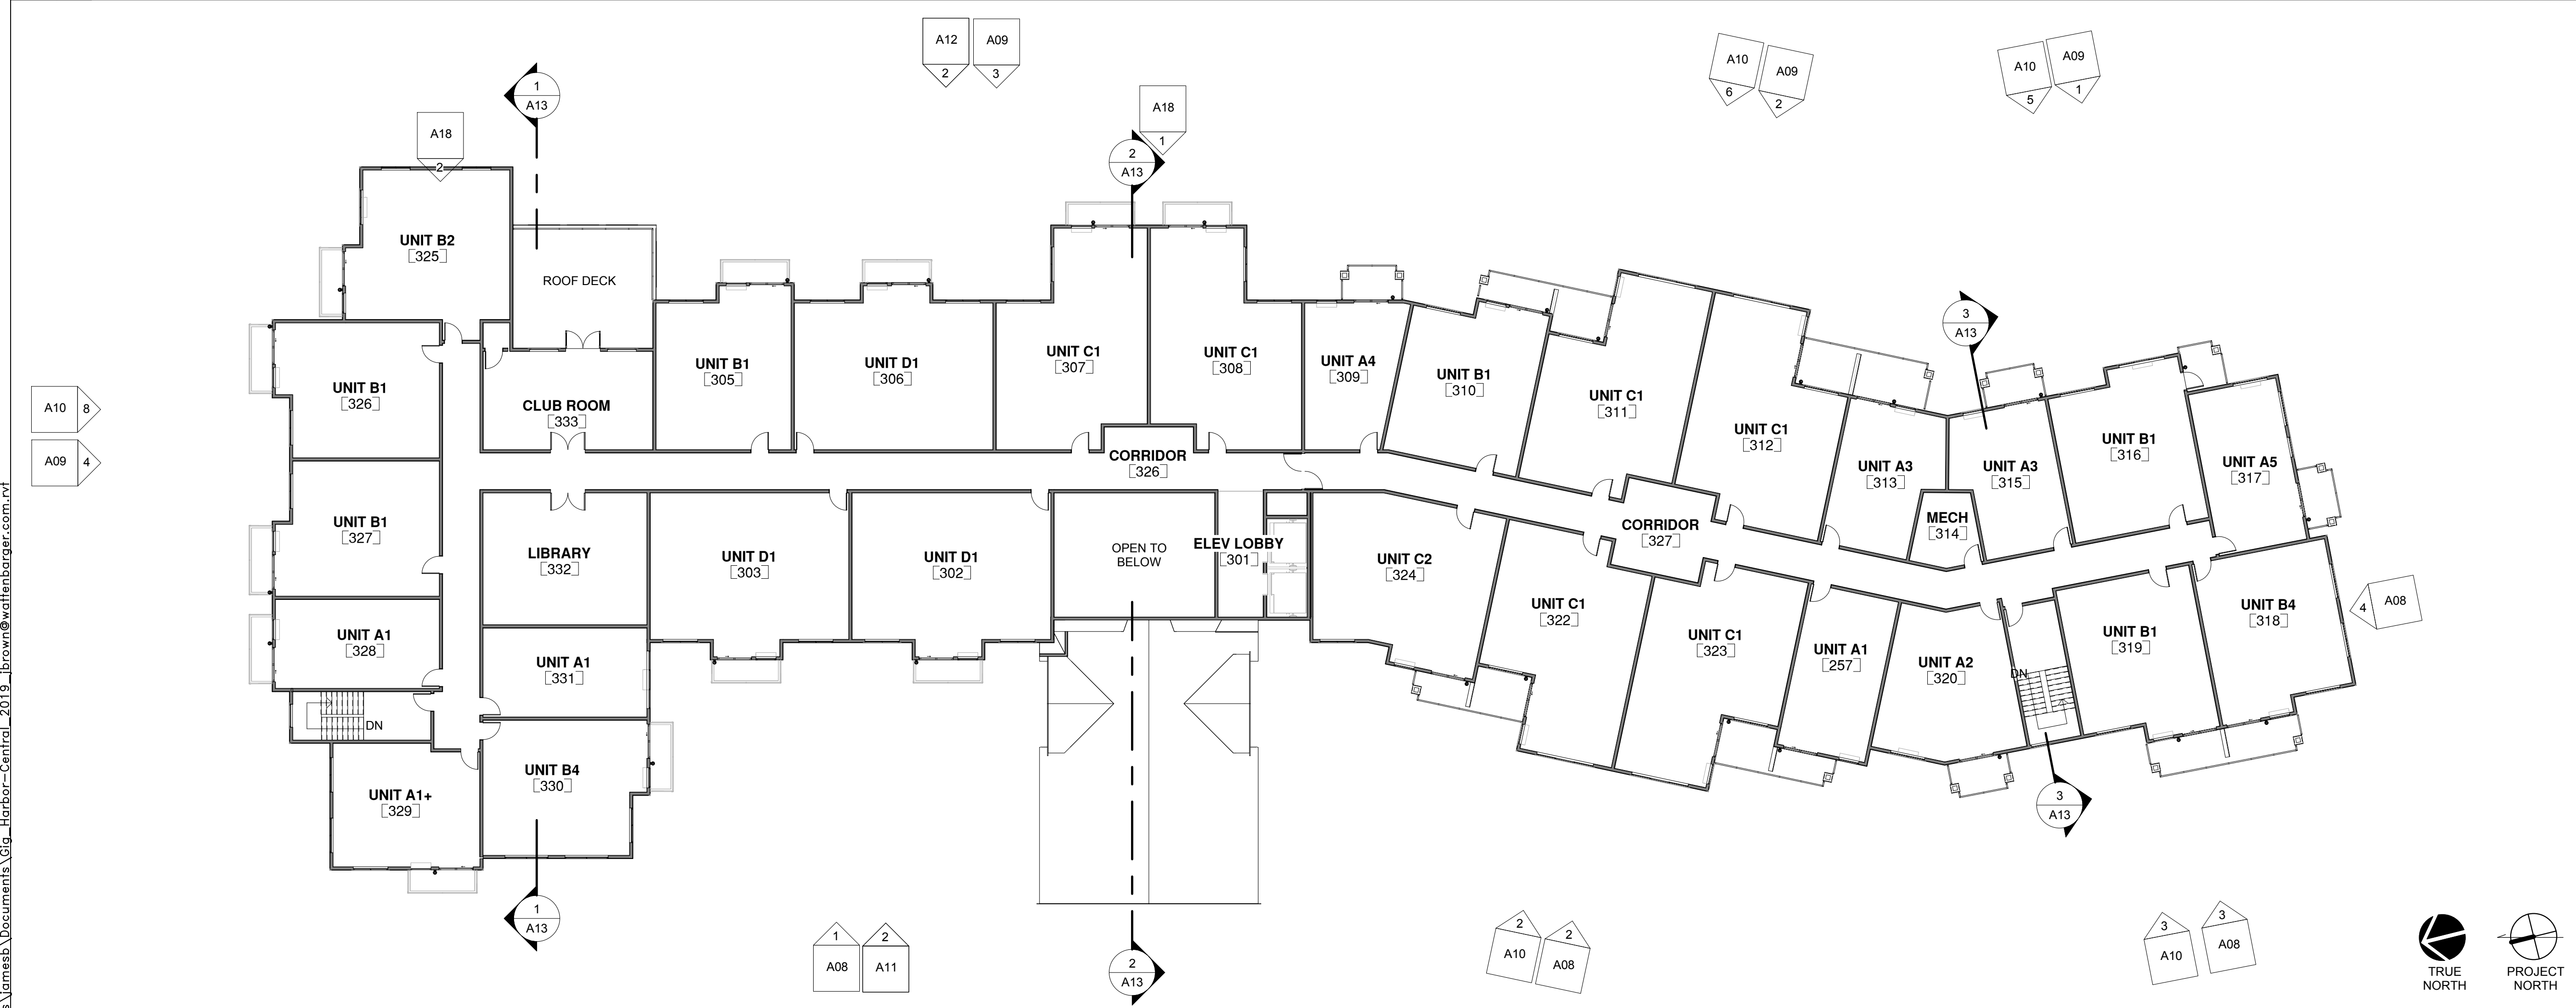 A12
2
A09
3
A10
6
A09
2
A10
5
A09
1
1
A13
A18
1
2
A13
A18
2
UNIT B2
[325]
ROOF DECK
3
A13
UNIT B1
[326]
CLUB ROOM
[333]
UNIT B1
[305]
UNIT D1
[306]
UNIT C1
[307]
UNIT C1
[308]
UNIT A4
[309]
UNIT B1
[310]
UNIT C1
[311]
UNIT C1
[312]
UNIT A3
[313]
UNIT A3
[315]
UNIT B1
[316]
UNIT A5
[317]
A10
8
A09
4
CORRIDOR
[326]
UNIT B1
[327]
LIBRARY
[332]
UNIT D1
[303]
UNIT D1
[302]
OPEN TO
BELOW
ELEV LOBBY
[301]
UNIT C2
[324]
CORRIDOR
[327]
MECH
[314]
UNIT C1
[322]
UNIT C1
[323]
UNIT A1
[257]
UNIT A2
[320]
DN
UNIT B1
[319]
UNIT B4
[318]
4
A08
UNIT A1
[328]
UNIT A1
[331]
DN
UNIT A1+
[329]
UNIT B4
[330]
3
A13
1
A13
1
A08
2
A11
2
A13
2
A10
2
A08
3
A10
3
A08
TRUE
NORTH
PROJECT
NORTH
s\jamesb\Documents\Gig_Harbor-Central_2019_jbrown@wattenbarger.com.rvt